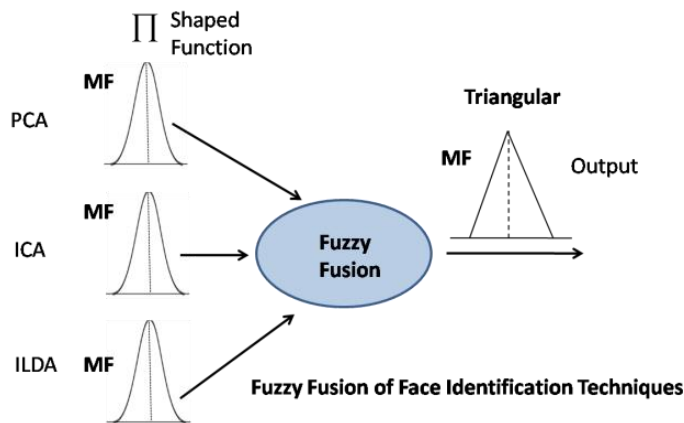 ∏ Shaped
Function
MF
PCA
Triangular
MF
Output
MF
ICA
Fuzzy
Fusion
ILDA MF
Fuzzy Fusion of Face Identification Techniques